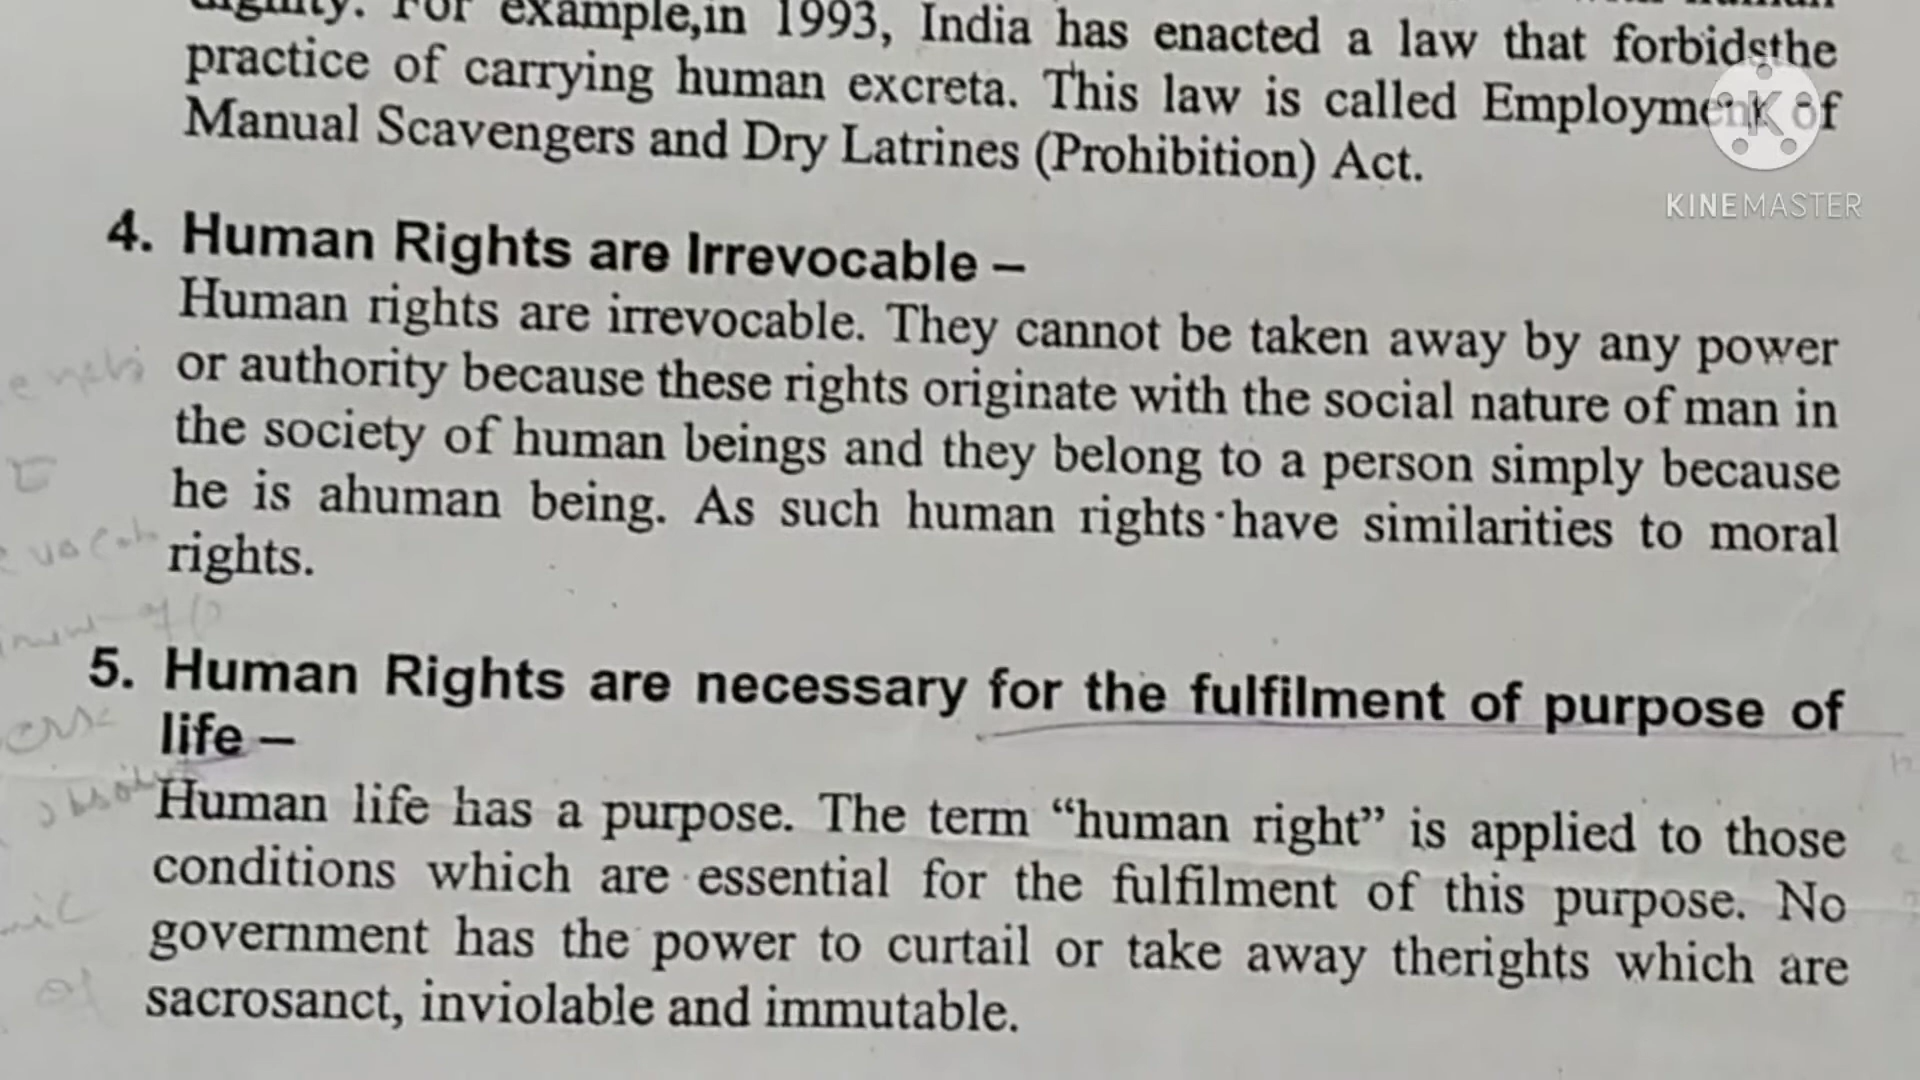 dignity. For example,in 1993, India has enacted a law that forbidsthe
practice of carrying human excreta. This law is called Employment of
Manual Scavengers and Dry Latrines (Prohibition) Act.
KINEMASTER
4. Human Rights are Irrevocable –
Human rights are irrevocable. They cannot be taken away by any power
or authority because these rights originate with the social nature of man in
the society of human beings and they belong to a person simply because
he is ahuman being. As such human rights have similarities to moral
rights.
5. Human Rights are necessary for the fulfilment of purpose of
life –
Human life has a purpose. The term “human right” is applied to those
conditions which are essential for the fulfilment of this purpose. No
government has the power to curtail or take away therights which are
sacrosanct, inviolable and immutable.